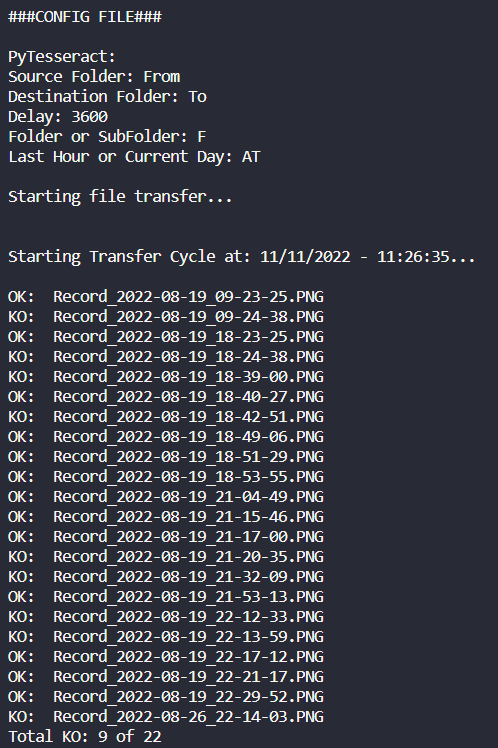 ###CONFIG FILE###
PyTesseract:
Source Folder: From
Destination Folder: To
Delay: 3600
Folder or SubFolder: F
Last Hour or Current Day: AT
Starting file transfer...
Starting Transfer Cycle at: 11/11/2022 - 11:26:35...
OK:  Record_2022-08-19_09-23-25.PNG
KO:  Record_2022-08-19_09-24-38.PNG
OK:  Record_2022-08-19_18-23-25.PNG
KO:  Record_2022-08-19_18-24-38.PNG
KO:  Record_2022-08-19_18-39-00.PNG
OK:  Record_2022-08-19_18-40-27.PNG
KO:  Record_2022-08-19_18-42-51.PNG
OK:  Record_2022-08-19_18-49-06.PNG
OK:  Record_2022-08-19_18-51-29.PNG
OK:  Record_2022-08-19_18-53-55.PNG
OK:  Record_2022-08-19_21-04-49.PNG
OK:  Record_2022-08-19_21-15-46.PNG
OK:  Record_2022-08-19_21-17-00.PNG
KO:  Record_2022-08-19_21-20-35.PNG
KO:  Record_2022-08-19_21-32-09.PNG
OK:  Record_2022-08-19_21-53-13.PNG
KO:  Record_2022-08-19_22-12-33.PNG
KO:  Record_2022-08-19_22-13-59.PNG
OK:  Record_2022-08-19_22-17-12.PNG
OK:  Record_2022-08-19_22-21-17.PNG
OK:  Record_2022-08-19_22-29-52.PNG
KO:  Record_2022-08-26_22-14-03.PNG
Total KO: 9 of 22